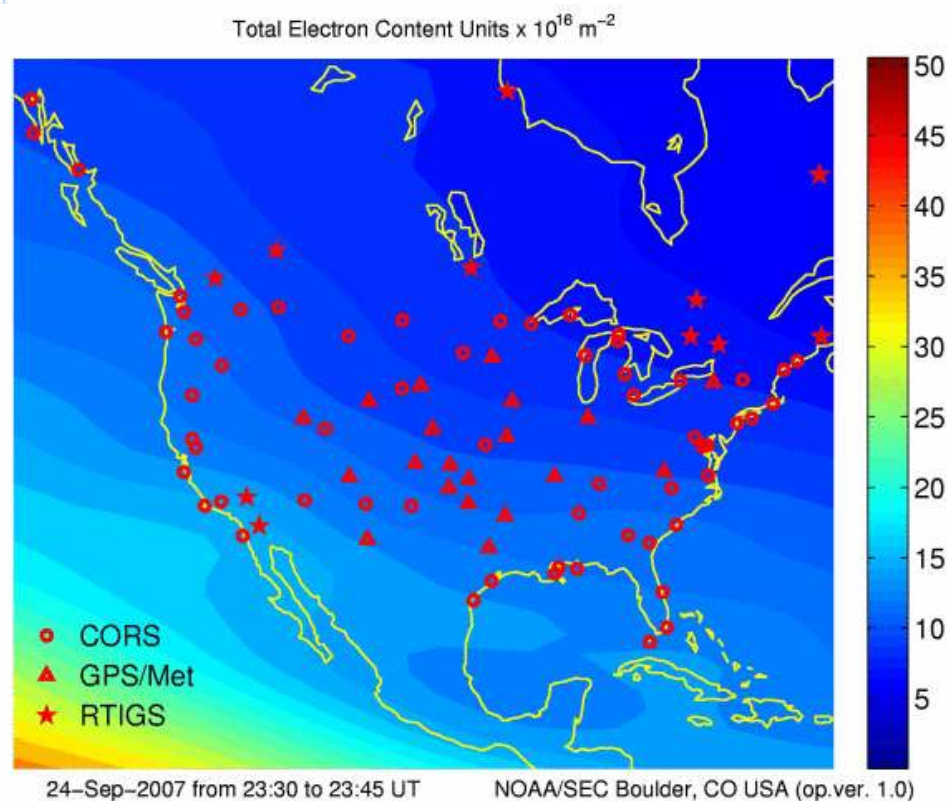 Total Electron Content Units x 10^16 m^-2
50
45
40
35
30
25
20
15
10
5
CORS
GPS/Met
RTIGS
24-Sep-2007 from 23:30 to 23:45 UT
NOAA/SEC Boulder, CO USA (op.ver. 1.0)